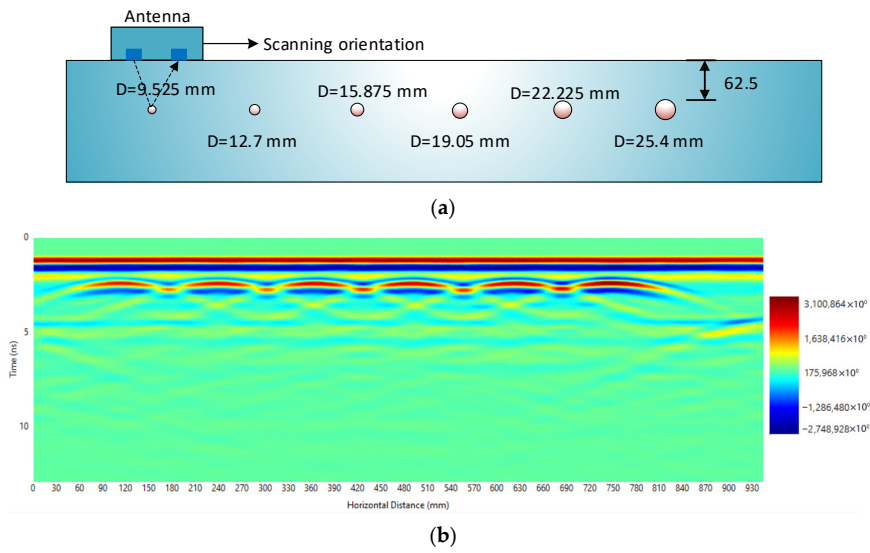 Antenna
Scanning orientation
D=9.525 mm
D=15.875 mm
D=22.225 mm
62.5
D=12.7 mm
D=19.05 mm
D=25.4 mm
(a)
0
5
10
Time (ns)
3,100,864×10⁰
1,638,416×10⁰
175,968×10⁰
−1,286,480×10⁰
−2,748,928×10⁰
0 30 60 90 120 150 180 210 240 270 300 330 360 390 420 450 480 510 540 570 600 630 660 690 720 750 780 810 840 870 900 930
Horizontal Distance (mm)
(b)